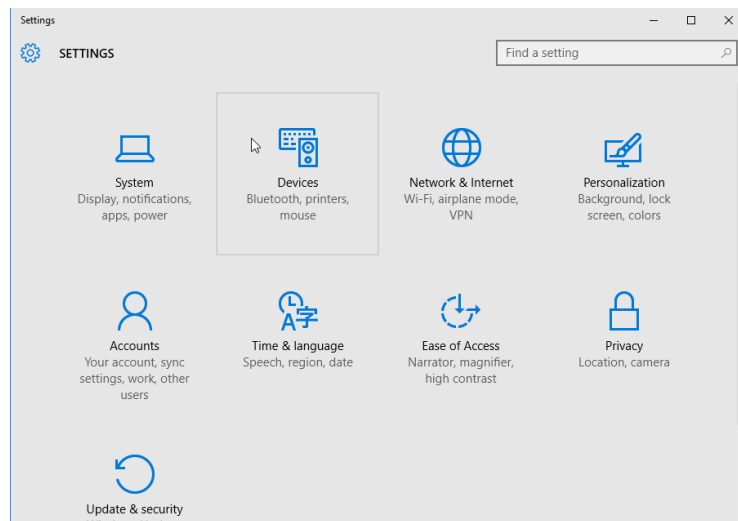 Settings
SETTINGS
Find a setting
System
Display, notifications,
apps, power
Devices
Bluetooth, printers,
mouse
Network & Internet
Wi-Fi, airplane mode,
VPN
Personalization
Background, lock
screen, colors
Accounts
Your account, sync
settings, work, other
users
Time & language
Speech, region, date
Ease of Access
Narrator, magnifier,
high contrast
Privacy
Location, camera
Update & security